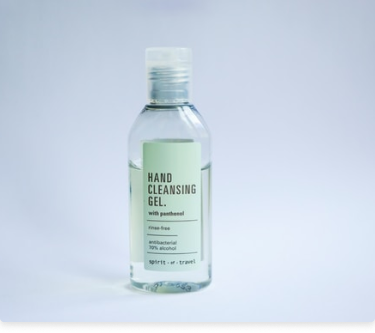 HAND
CLEANSING
GEL.
with panthenol
rinse-free
antibacterial
70% alcohol
spirit of travel